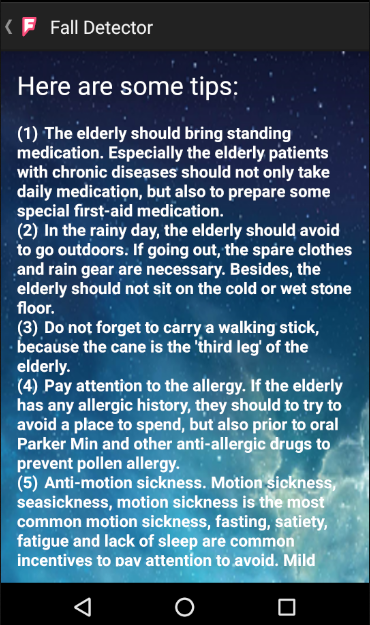 Fall Detector
Here are some tips:
(1) The elderly should bring standing
medication. Especially the elderly patients
with chronic diseases should not only take
daily medication, but also to prepare some
special first-aid medication.
(2) In the rainy day, the elderly should avoid
to go outdoors. If going out, the spare clothes
and rain gear are necessary. Besides, the
elderly should not sit on the cold or wet stone
floor.
(3) Do not forget to carry a walking stick,
because the cane is the 'third leg' of the
elderly.
(4) Pay attention to the allergy. If the elderly
has any allergic history, they should to try to
avoid a place to spend, but also prior to oral
Parker Min and other anti-allergic drugs to
prevent pollen allergy.
(5) Anti-motion sickness. Motion sickness,
seasickness, motion sickness is the most
common motion sickness, fasting, satiety,
fatigue and lack of sleep are common
incentives to pay attention to avoid. Mild